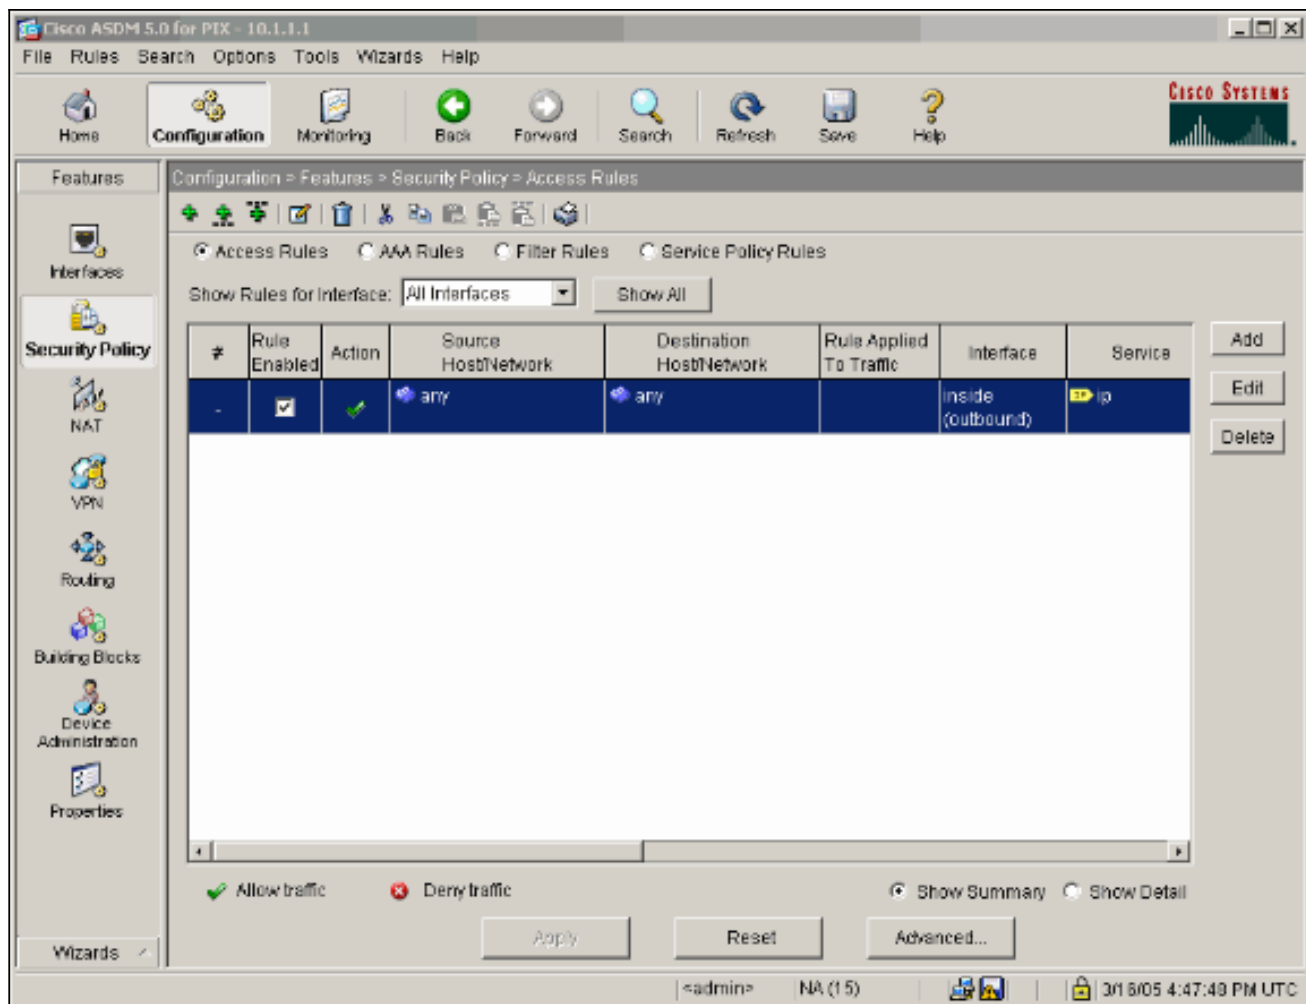 Cisco ASDM 5.0 for PIX - 10.1.1.1
File Rules Search Options Tools Wizards Help
Home Configuration Monitoring Back Forward Search Refresh Save Help
CISCO SYSTEMS
Features
Configuration > Features > Security Policy > Access Rules
Interfaces
Security Policy
NAT
VPN
Routing
Building Blocks
Device
Administration
Properties
Wizards
Access Rules AAA Rules Filter Rules Service Policy Rules
Show Rules for Interface: All Interfaces Show All
# Rule Enabled Action Source Host/Network Destination Host/Network Rule Applied To Traffic Interface Service
- any any inside (outbound) IP ip
Add
Edit
Delete
Allow traffic Deny traffic Show Summary Show Detail
Apply Reset Advanced...
<admin> NA (15) 3/16/05 4:47:48 PM UTC